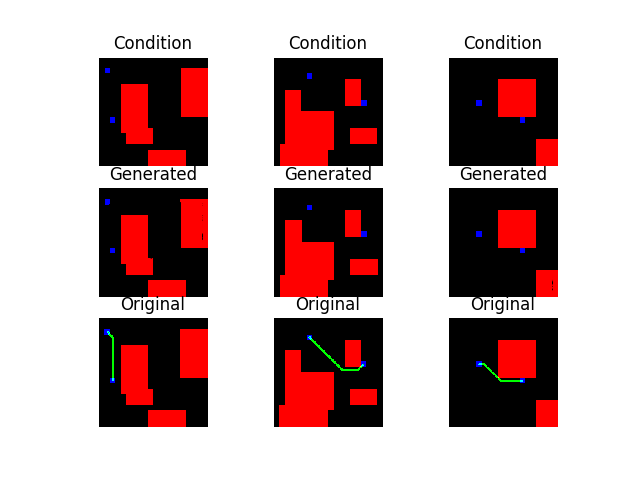 Condition Condition Condition
Generated Generated Generated
Original Original Original